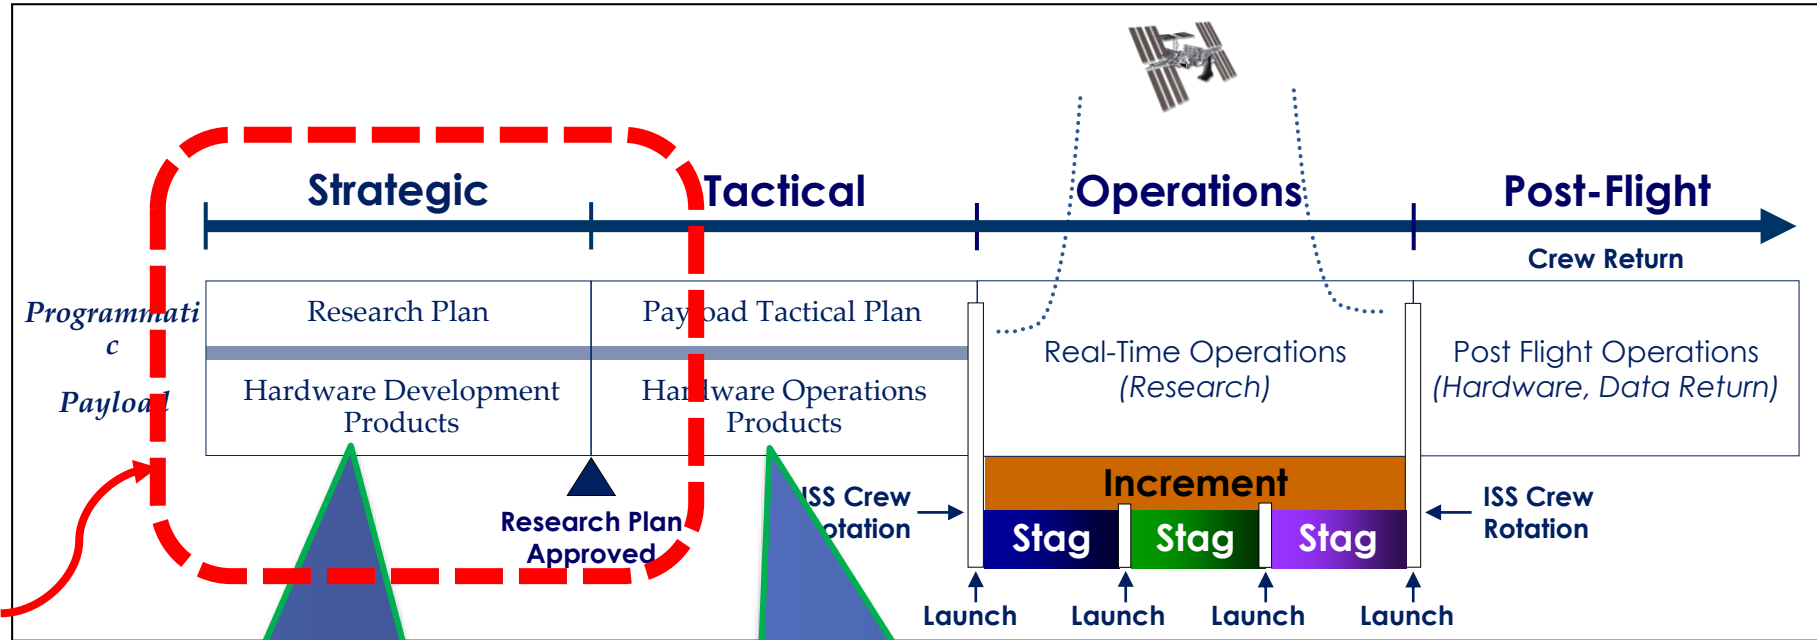 Strategic
Tactical
Operations
Post-Flight
Crew Return
Programmati
c
Research Plan
Payload Tactical Plan
Real-Time Operations
(Research)
Post Flight Operations
(Hardware, Data Return)
Payload
Hardware Development
Products
Hardware Operations
Products
Research Plan
Approved
ISS Crew
Rotation
Increment
Stag
Stag
Stag
ISS Crew
Rotation
Launch
Launch
Launch
Launch